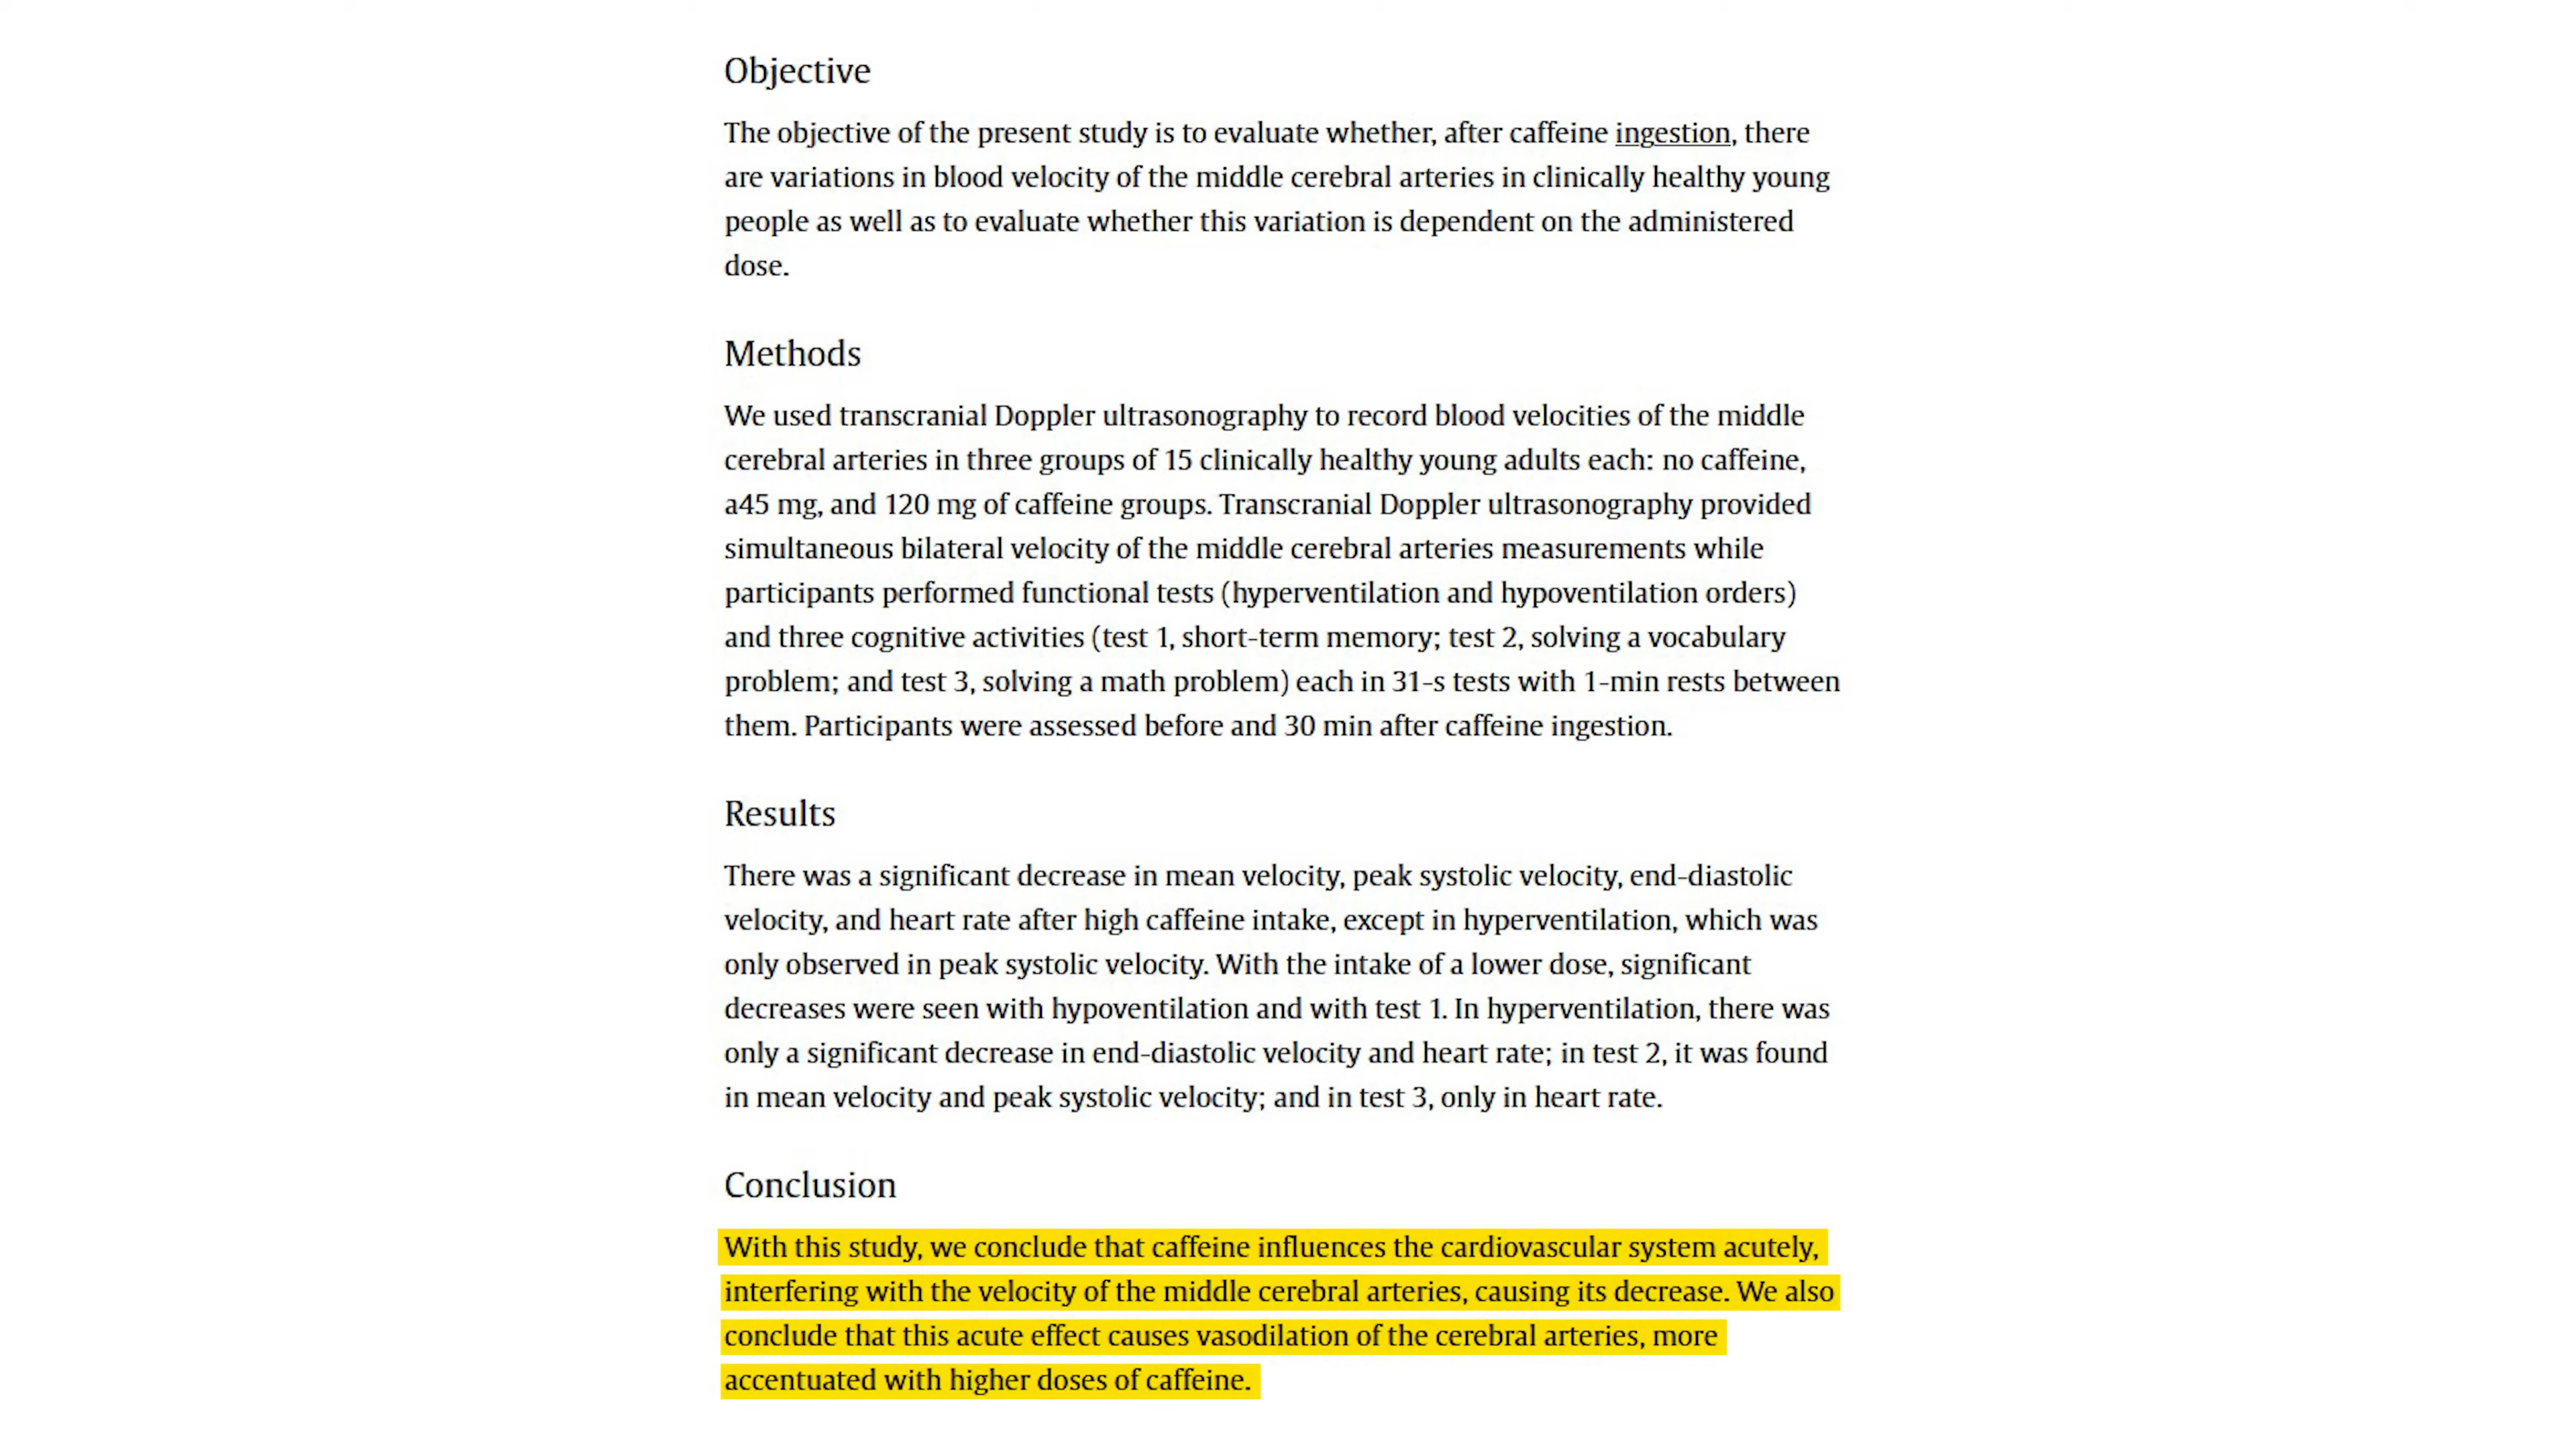 Objective
The objective of the present study is to evaluate whether, after caffeine ingestion, there
are variations in blood velocity of the middle cerebral arteries in clinically healthy young
people as well as to evaluate whether this variation is dependent on the administered
dose.
Methods
We used transcranial Doppler ultrasonography to record blood velocities of the middle
cerebral arteries in three groups of 15 clinically healthy young adults each: no caffeine,
a45 mg, and 120 mg of caffeine groups. Transcranial Doppler ultrasonography provided
simultaneous bilateral velocity of the middle cerebral arteries measurements while
participants performed functional tests (hyperventilation and hypoventilation orders)
and three cognitive activities (test 1, short-term memory; test 2, solving a vocabulary
problem; and test 3, solving a math problem) each in 31-s tests with 1-min rests between
them. Participants were assessed before and 30 min after caffeine ingestion.
Results
There was a significant decrease in mean velocity, peak systolic velocity, end-diastolic
velocity, and heart rate after high caffeine intake, except in hyperventilation, which was
only observed in peak systolic velocity. With the intake of a lower dose, significant
decreases were seen with hypoventilation and with test 1. In hyperventilation, there was
only a significant decrease in end-diastolic velocity and heart rate; in test 2, it was found
in mean velocity and peak systolic velocity; and in test 3, only in heart rate.
Conclusion
With this study, we conclude that caffeine influences the cardiovascular system acutely,
interfering with the velocity of the middle cerebral arteries, causing its decrease. We also
conclude that this acute effect causes vasodilation of the cerebral arteries, more
accentuated with higher doses of caffeine.